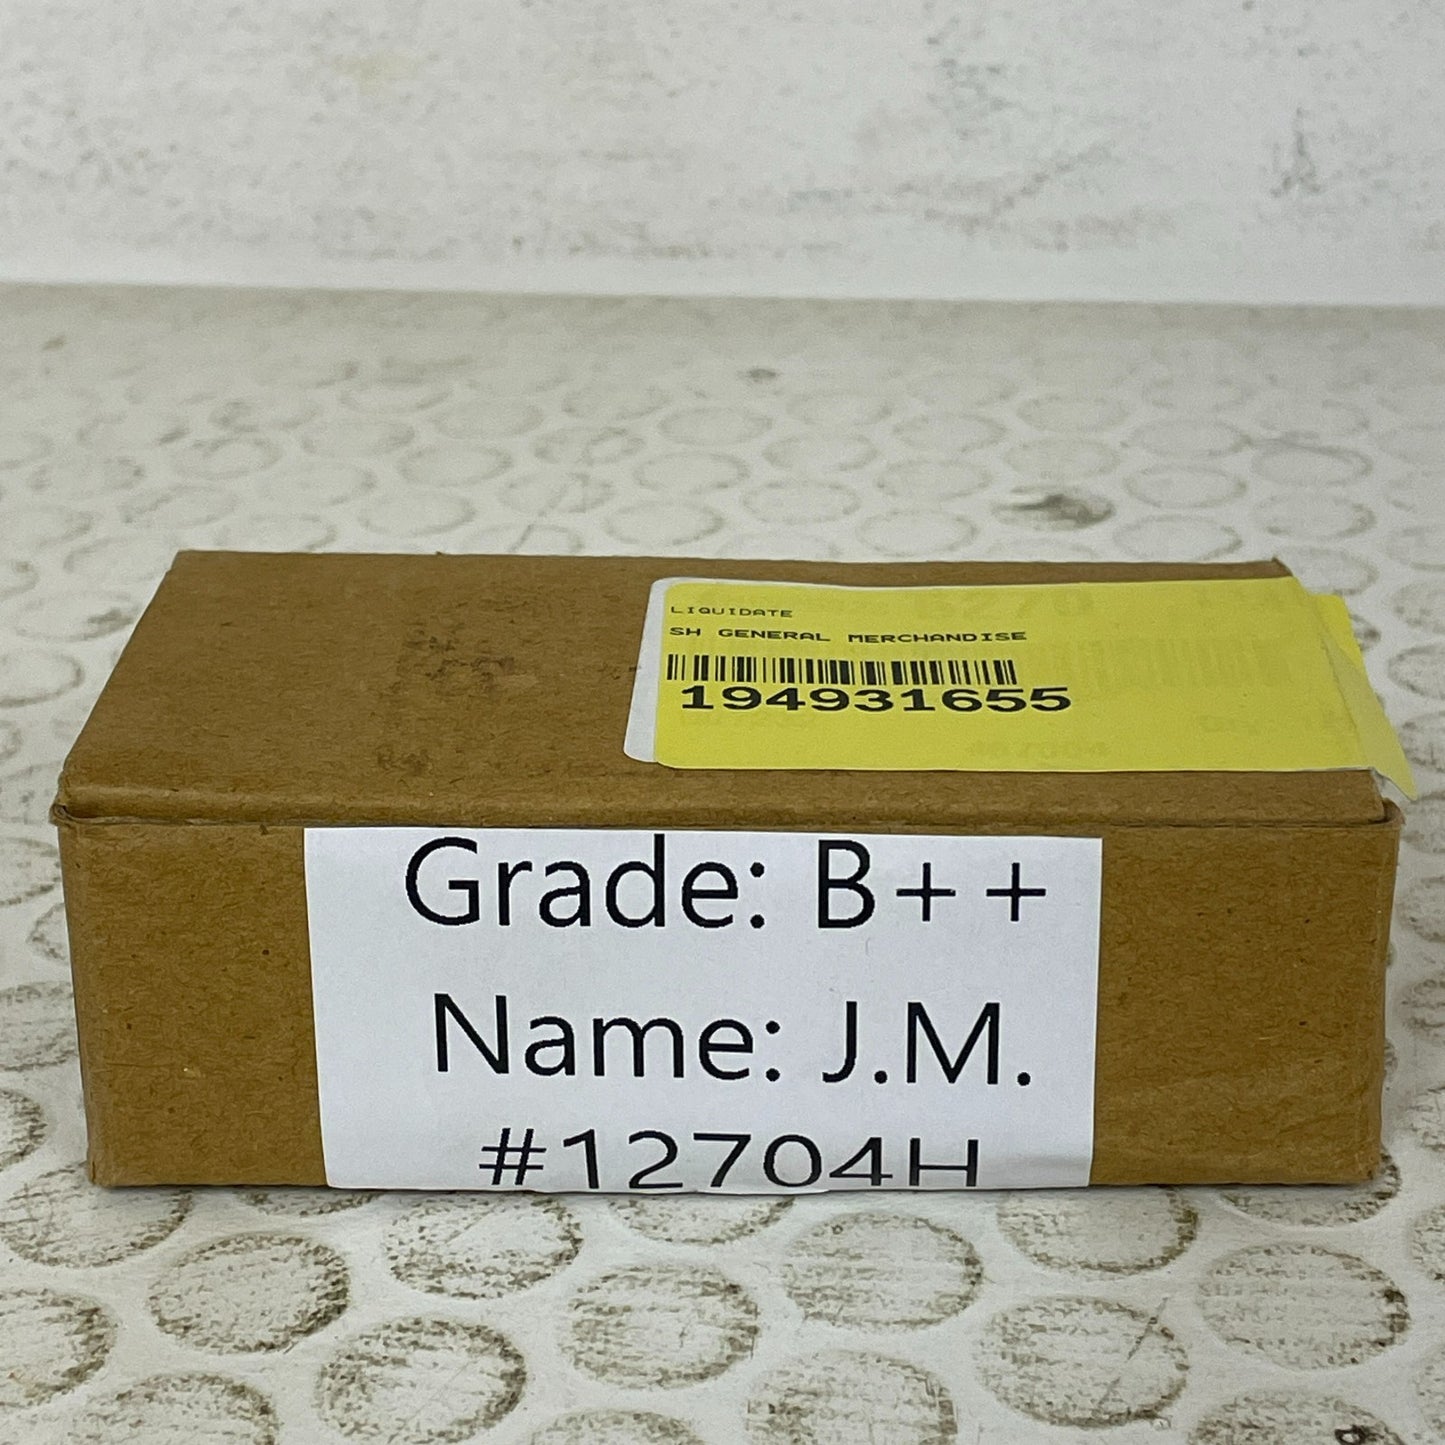 LIQUIDATE
SH GENERAL MERCHANDISE
194931655
Grade: B++
Name: J.M.
#12704H